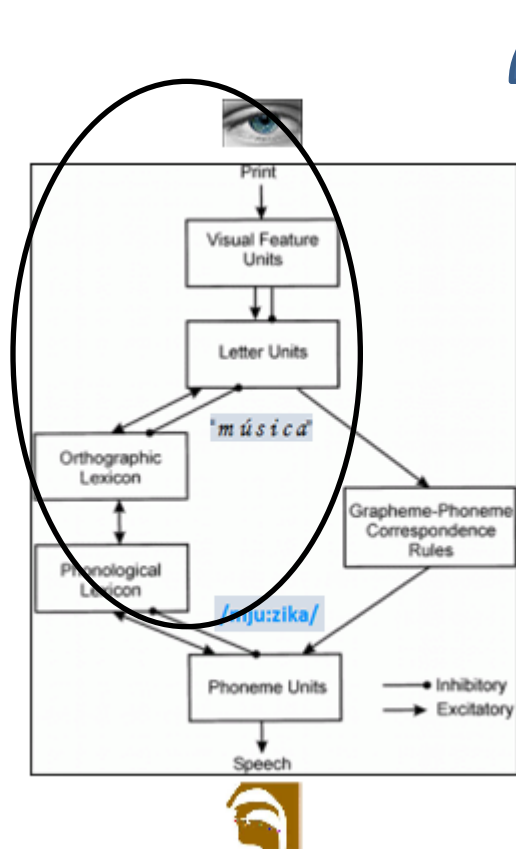 Print
Visual Feature
Units
Letter Units
"música"
Orthographic
Lexicon
Grapheme-Phoneme
Correspondence
Rules
Phonological
Lexicon
/mju:zika/
Phoneme Units
Inhibitory
Excitatory
Speech